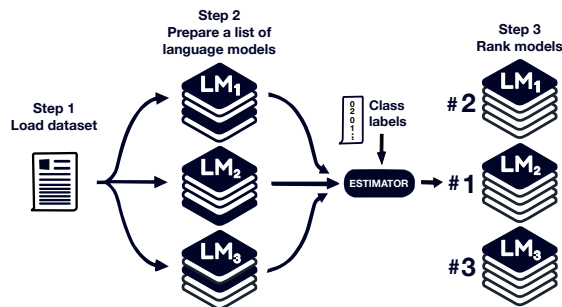 Step 1
Load dataset
Step 2
Prepare a list of
language models
LM1
LM2
LM3
0
2
0
1
Class
labels
ESTIMATOR
Step 3
Rank models
#2 LM1
#1 LM2
#3 LM3